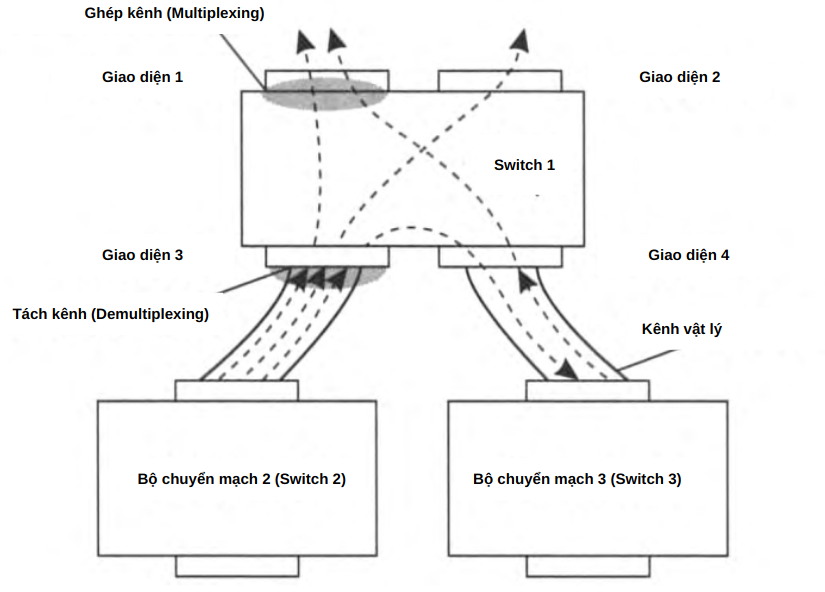 Ghép kênh (Multiplexing)
Giao diện 1
Giao diện 2
Switch 1
Giao diện 3
Giao diện 4
Tách kênh (Demultiplexing)
Kênh vật lý
Bộ chuyển mạch 2 (Switch 2)
Bộ chuyển mạch 3 (Switch 3)